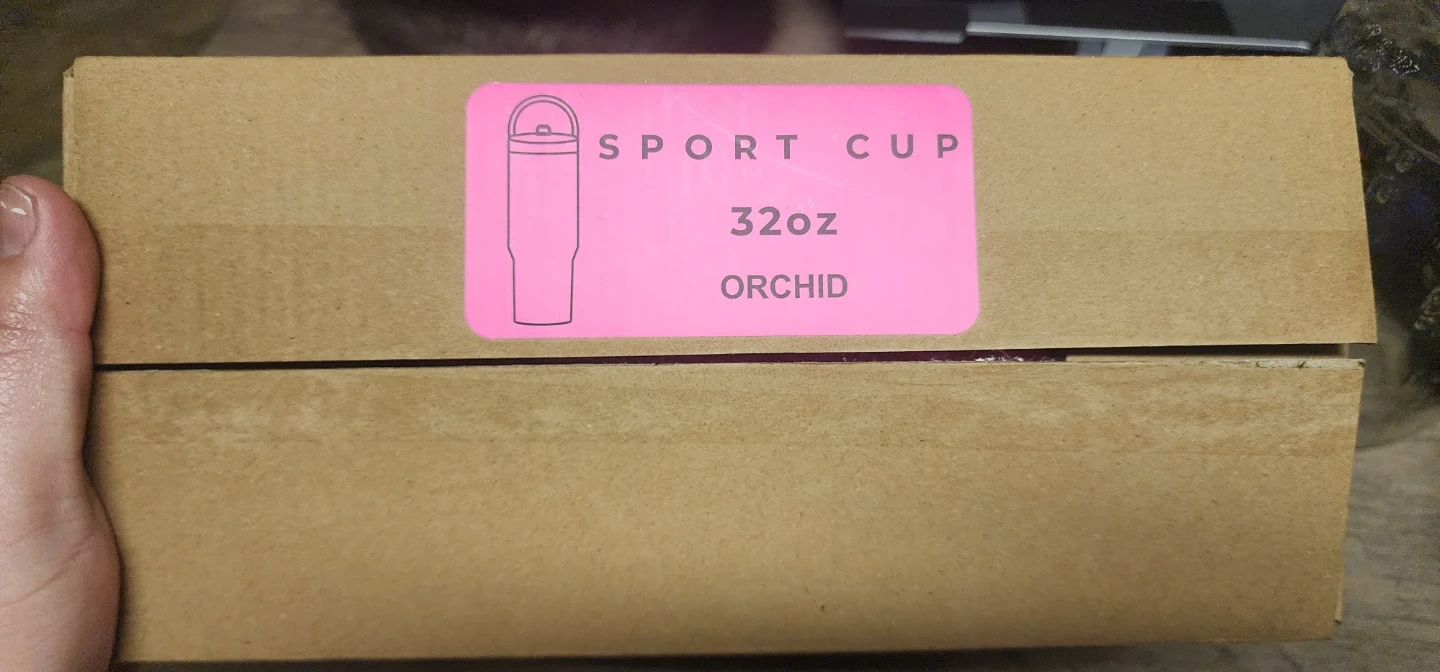 SPORT CUP
32oz
ORCHID